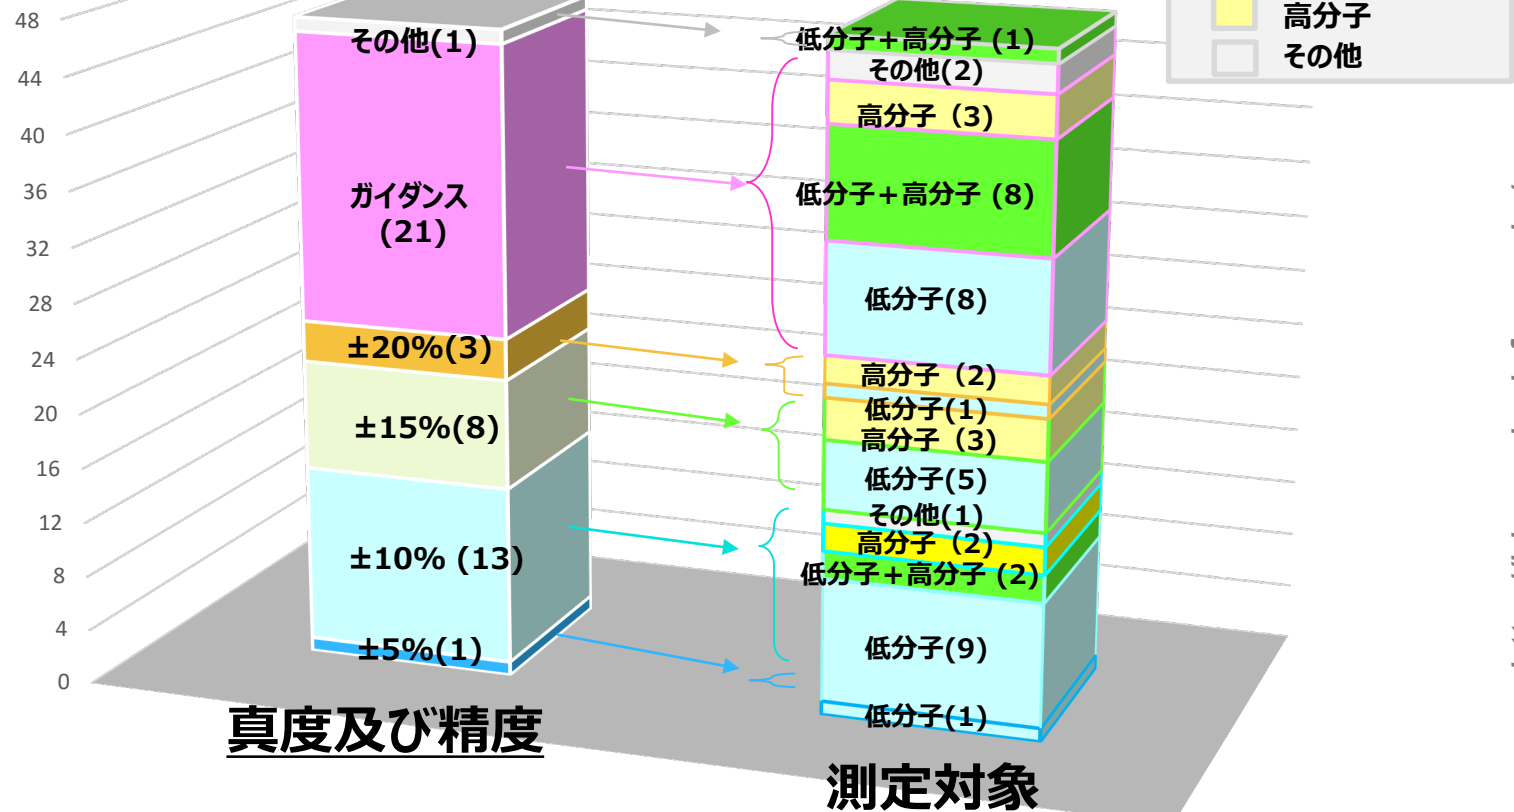 48
44
40
36
32
28
24
20
16
12
8
4
0
その他(1)
ガイダンス
(21)
±20%(3)
±15%(8)
±10% (13)
±5%(1)
真度及び精度
低分子＋高分子 (1)
その他(2)
高分子（3)
低分子＋高分子 (8)
低分子(8)
高分子（2)
低分子(1)
高分子（3)
低分子(5)
その他(1)
高分子（2)
低分子＋高分子 (2)
低分子(9)
低分子(1)
測定対象
高分子
その他